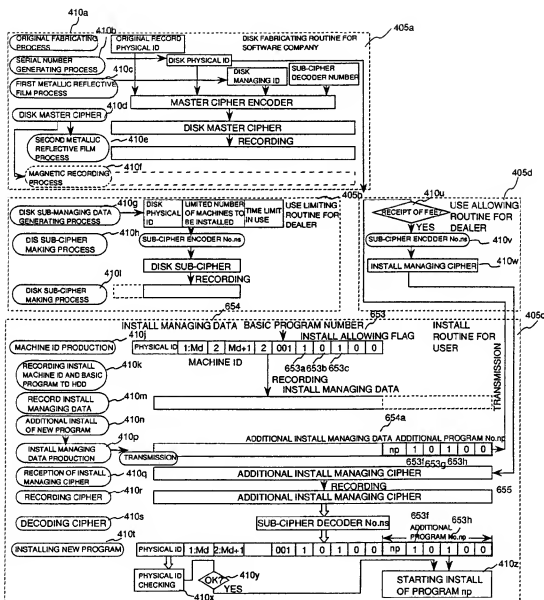 410a
ORIGINAL FABRICATING PROCESS
410b
ORIGINAL RECORD PHYSICAL ID
DISK FABRICATING ROUTINE FOR SOFTWARE COMPANY
405a
SERIAL NUMBER GENERATING PROCESS
410c
DISK PHYSICAL ID
DISK MANAGING ID
SUB-CIPHER DECODER NUMBER
FIRST METALLIC REFLECTIVE FILM PROCESS
410d
MASTER CIPHER ENCODER
DISK MASTER CIPHER
DISK MASTER CIPHER
RECORDING
SECOND METALLIC REFLECTIVE FILM PROCESS
410e
410f
MAGNETIC RECORDING PROCESS
405b
405d
410g
DISK SUB-MANAGING DATA GENERATING PROCESS
DISK PHYSICAL ID
LIMITED NUMBER OF MACHINES TO BE INSTALLED
TIME LIMIT IN USE
USE LIMITING ROUTINE FOR DEALER
410u
RECEIPT OF FEE
USE ALLOWING ROUTINE FOR DEALER
YES
410h
DIS SUB-CIPHER MAKING PROCESS
SUB-CIPHER ENCODER No.ns
SUB-CIPHER ENCDDER No.ns
410v
DISK SUB-CIPHER
INSTALL MANAGING CIPHER
410w
RECORDING
410i
DISK SUB-CIPHER MAKING PROCESS
654
405c
INSTALL MANAGING DATA BASIC PROGRAM NUMBER
653
INSTALL ALLOWING FLAG
INSTALL ROUTINE FOR USER
410j
MACHINE ID PRODUCTION
PHYSICAL ID 1:Md 2 Md+1 2 001 1 0 1 0 0
MACHINE ID
653a 653b 653c
410k
RECORDING INSTALL MACHINE ID AND BASIC PROGRAM TD HDD
RECORDING
INSTALL MANAGING DATA
TRANSMISSION
410m
RECORD INSTALL MANAGING DATA
410n
ADDITIONAL INSTALL OF NEW PROGRAM
654a
410p
ADDITIONAL INSTALL MANAGING DATA ADDITIONAL PROGRAM No.np
INSTALL MANAGING DATA PRODUCTION
TRANSMISSION
np 1 0 1 0 0
410q
653f 653g 653h
RECEPTION OF INSTALL MANAGING CIPHER
ADDITIONAL INSTALL MANAGING CIPHER
410r
RECORDING
RECORDING CIPHER
ADDITIONAL INSTALL MANAGING CIPHER
655
410s
DECODING CIPHER
SUB-CIPHER DECODER No.ns
653f
653h
410t
ADDITIONAL PROGRAM No.np
INSTALLING NEW PROGRAM
PHYSICAL ID 1:Md 2:Md+1 001 1 0 1 0 0 np 1 0 1 0 0
410y
410z
PHYSICAL ID CHECKING
OK?
YES
STARTING INSTALL OF PROGRAM np
410x